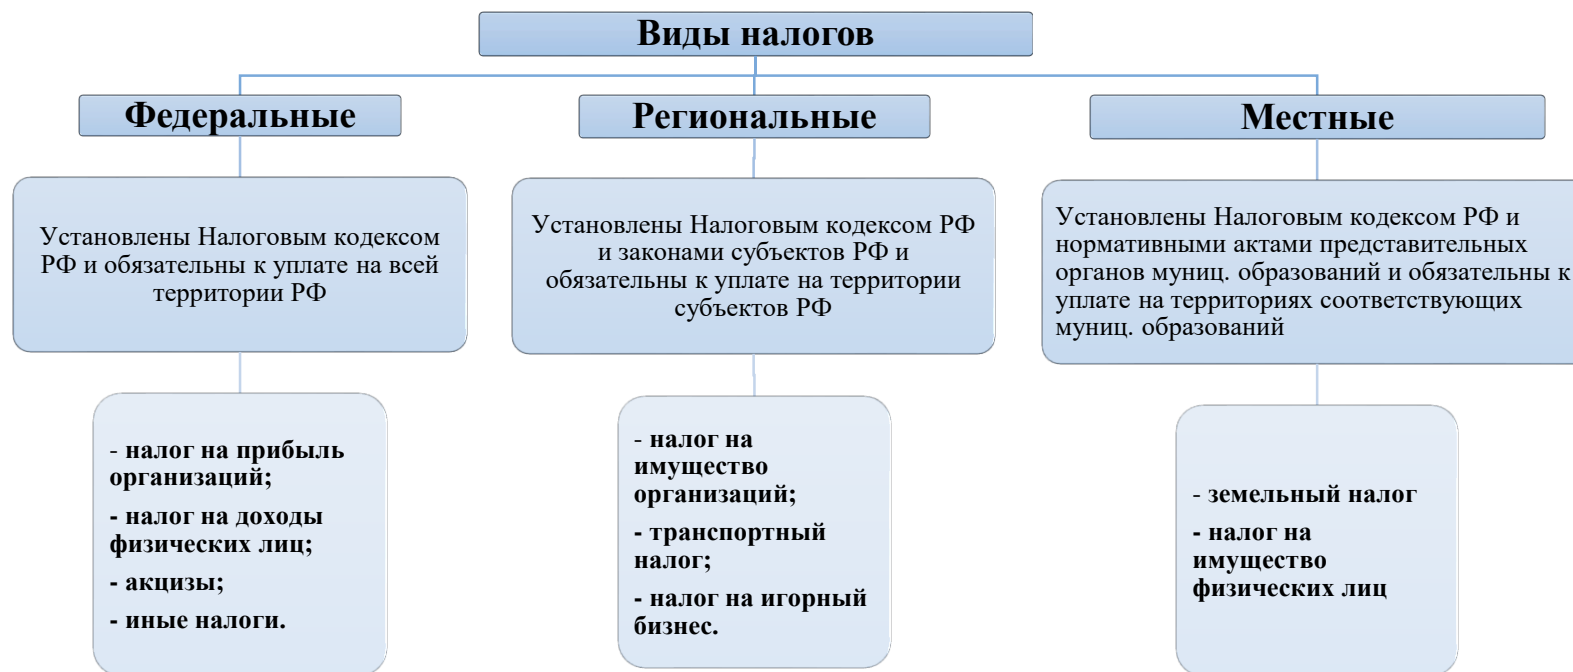 Виды налогов
Федеральные
Региональные
Местные
Установлены Налоговым кодексом
РФ и обязательны к уплате на всей
территории РФ
Установлены Налоговым кодексом РФ
и законами субъектов РФ и
обязательны к уплате на территории
субъектов РФ
Установлены Налоговым кодексом РФ и
нормативными актами представительных
органов муниц. образований и обязательны к
уплате на территориях соответствующих
муниц. образований
- налог на прибыль
организаций;
- налог на доходы
физических лиц;
- акцизы;
- иные налоги.
- налог на
имущество
организаций;
- транспортный
налог;
- налог на игорный
бизнес.
- земельный налог
- налог на
имущество
физических лиц